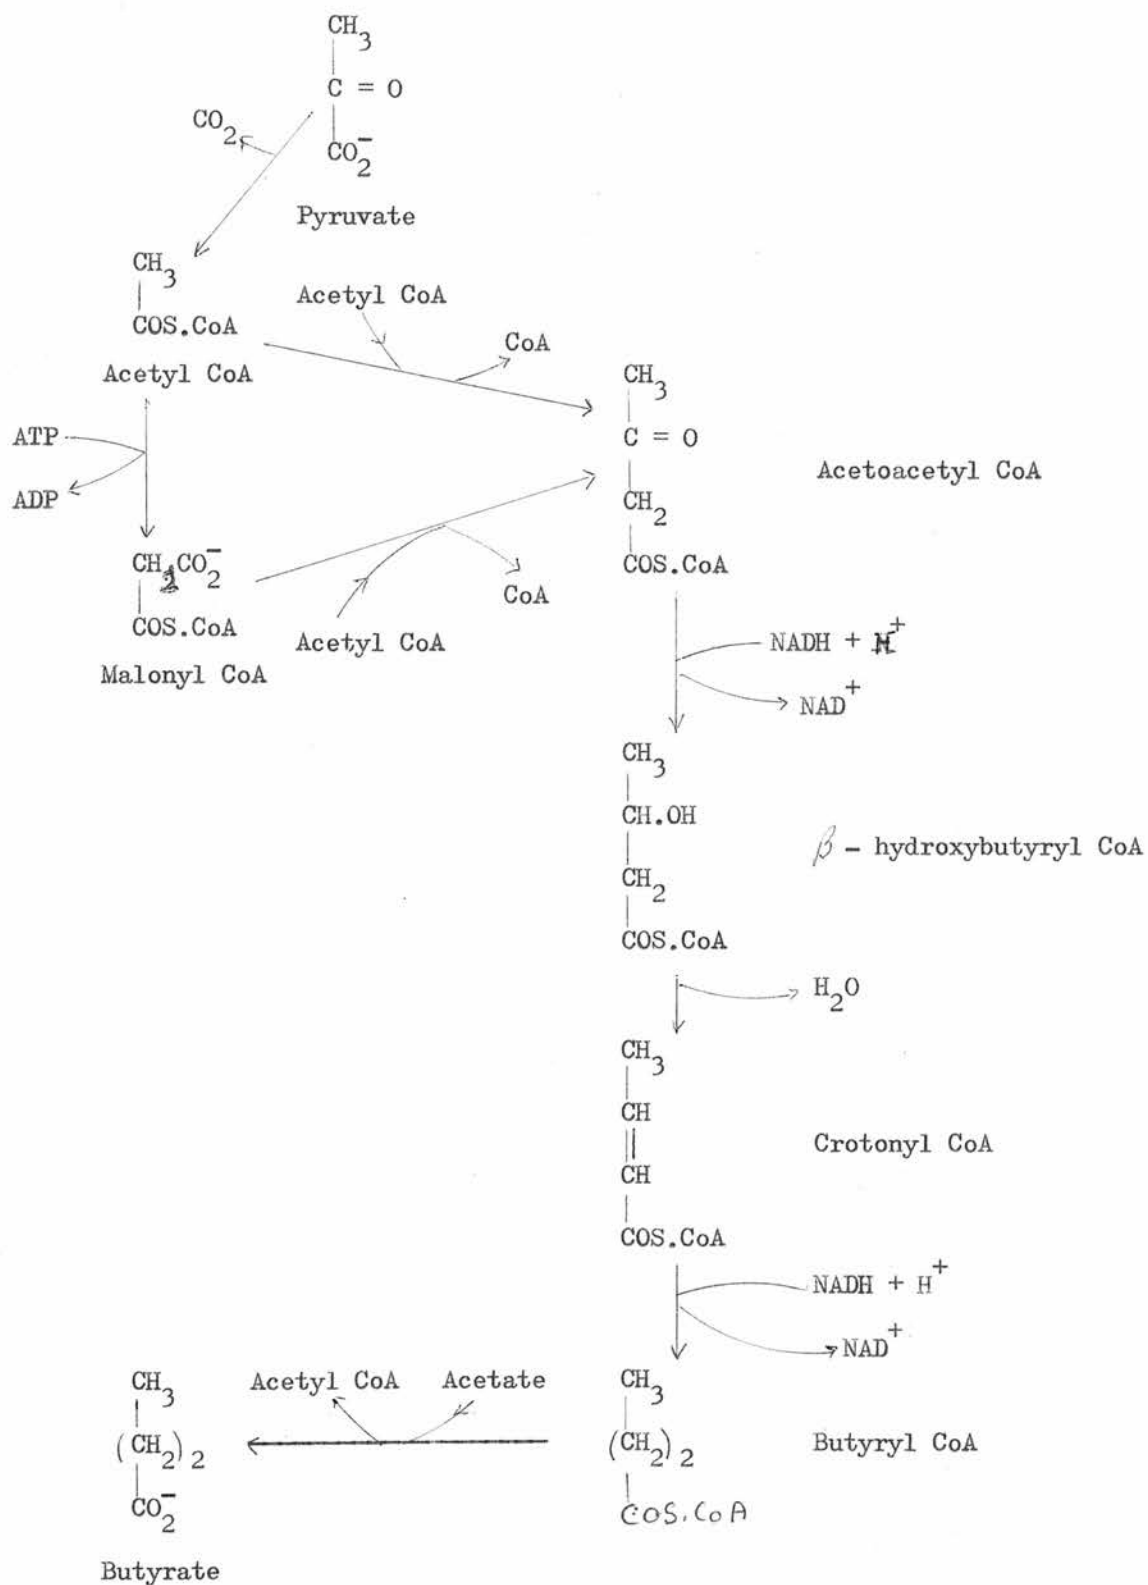 CH3
C = O
CO2
CO2-
Pyruvate
CH3
COS.CoA
Acetyl CoA
Acetyl CoA
CoA
ATP
ADP
CH2CO2-
COS.CoA
Malonyl CoA
Acetyl CoA
CoA
CH3
C = O
CH2
COS.CoA
Acetoacetyl CoA
NADH + H+
NAD+
CH3
CH.OH
CH2
COS.CoA
β - hydroxybutyryl CoA
H2O
CH3
CH
CH
COS.CoA
Crotonyl CoA
NADH + H+
NAD+
CH3
(CH2)2
COS.CoA
Butyryl CoA
Acetyl CoA
Acetate
CH3
(CH2)2
CO2-
Butyrate